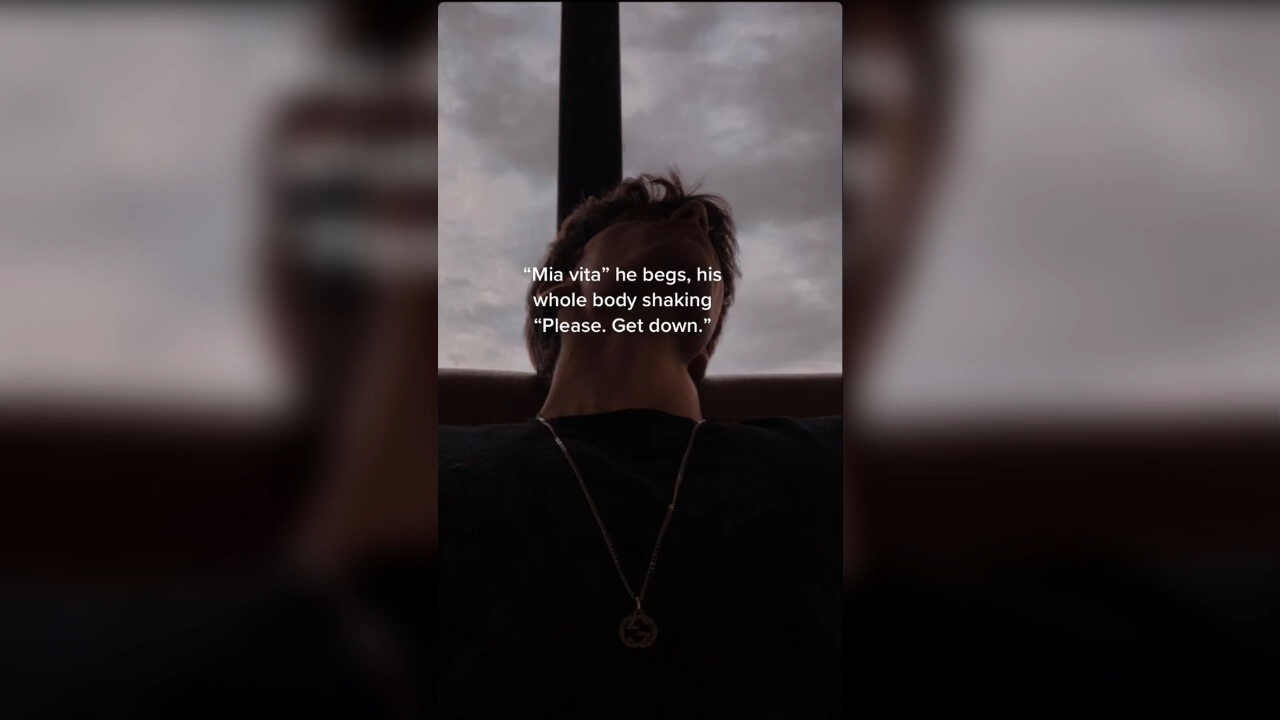 “Mia vita” he begs, his
whole body shaking
“Please. Get down.”